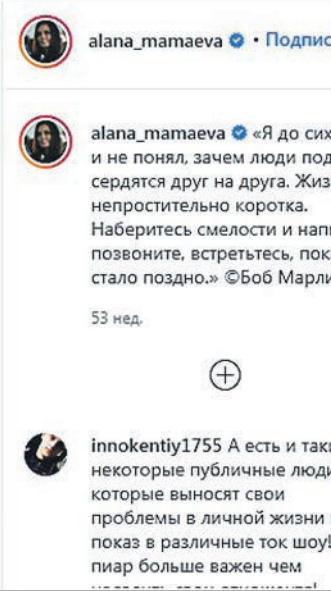 alana_mamaeva • Подпис
alana_mamaeva «Я до сих
и не понял, зачем люди под
сердятся друг на друга. Жиз
непростительно коротка.
Наберитесь смелости и напи
позвоните, встретьтесь, пок
стало поздно.» ©Боб Марли
53 нед.
innokentiy1755 А есть и таки
некоторые публичные люди
которые выносят свои
проблемы в личной жизни
показ в различные ток шоу!
пиар больше важен чем